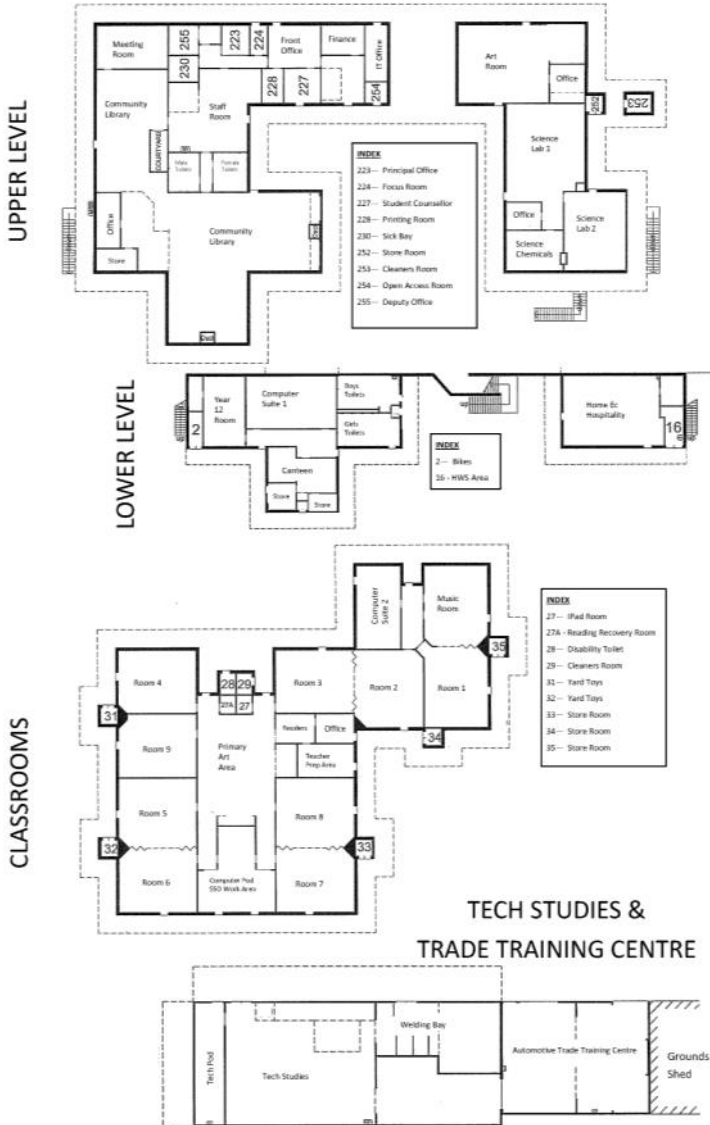 UPPER LEVEL
Meeting
Room
255
223
224
Front
Office
Finance
IT Office
230
228
227
254
Community
Library
Staff
Room
COURTYARD
Male
Toilets
Female
Toilets
Office
Store
Community
Library
Art
Room
Office
252
253
Science
Lab 1
Office
Science
Chemicals
Science
Lab 2
INDEX
223--- Principal Office
224--- Focus Room
227--- Student Counsellor
228--- Printing Room
230--- Sick Bay
252--- Store Room
253--- Cleaners Room
254--- Open Access Room
255--- Deputy Office
LOWER LEVEL
2
Year
12
Room
Computer
Suite 1
Boys
Toilets
Girls
Toilets
Canteen
Store
Store
INDEX
2--- Bikes
16 - HWS Area
Home Ec
Hospitality
16
CLASSROOMS
Computer
Suite 2
Music
Room
35
Room 4
28
29
27A
27
Room 3
Room 2
Room 1
31
34
Room 9
Primary
Art
Area
Office
Teacher
Prep Area
Room 5
Room 8
32
33
Room 6
Computer Pod
SSO Work Area
Room 7
INDEX
27--- IPad Room
27A - Reading Recovery Room
28--- Disability Toilet
29--- Cleaners Room
31--- Yard Toys
32--- Yard Toys
33--- Store Room
34--- Store Room
35--- Store Room
TECH STUDIES &
TRADE TRAINING CENTRE
Tech Pod
Tech Studies
Welding Bay
Automotive Trade Training Centre
Grounds
Shed